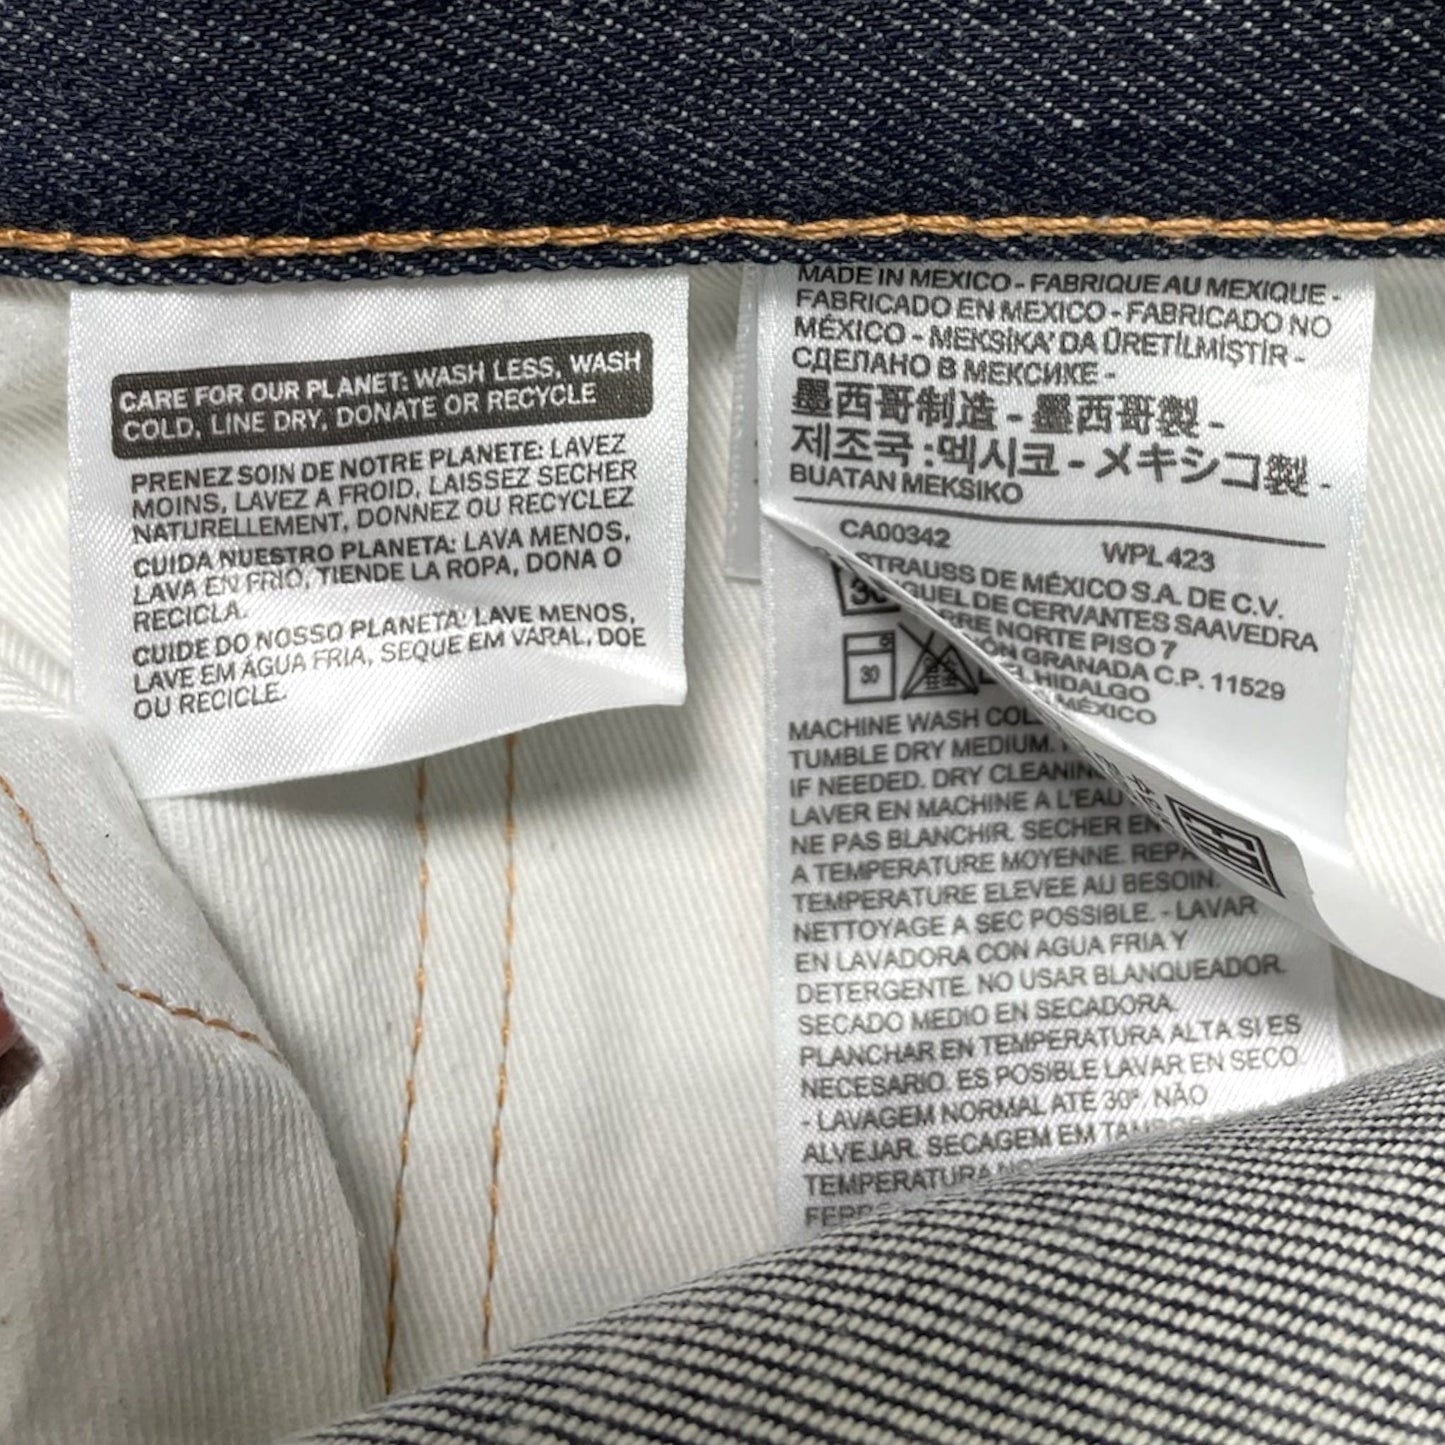 CARE FOR OUR PLANET: WASH LESS, WASH
COLD, LINE DRY, DONATE OR RECYCLE
PRENEZ SOIN DE NOTRE PLANETE: LAVEZ
MOINS, LAVEZ A FROID, LAISSEZ SECHER
NATURELLEMENT, DONNEZ OU RECYCLEZ
CUIDA NUESTRO PLANETA: LAVA MENOS,
LAVA EN FRIO, TIENDE LA ROPA, DONA O
RECICLA.
CUIDE DO NOSSO PLANETA: LAVE MENOS,
LAVE EM ÁGUA FRIA, SEQUE EM VARAL, DOE
OU RECICLE.
MADE IN MEXICO - FABRIQUE AU MEXIQUE -
FABRICADO EN MEXICO - FABRICADO NO
MÉXICO - MEKSİKA' DA ÜRETİLMİŞTİR -
СДЕЛАНО В МЕКСИКЕ -
墨西哥制造 - 墨西哥製 -
제조국 : 멕시코 - メキシコ製 -
BUATAN MEKSIKO
CA00342 WPL 423
STRAUSS DE MÉXICO S.A. DE C.V.
DE CERVANTES SAAVEDRA
NORTE PISO 7
GRANADA C.P. 11529
HIDALGO
MÉXICO
30
30
MACHINE WASH
TUMBLE DRY MEDIUM.
IF NEEDED. DRY CLEANING
LAVER EN MACHINE A L'EAU
NE PAS BLANCHIR. SECHER EN
A TEMPERATURE MOYENNE.
TEMPERATURE ELEVEE AU BESOIN.
NETTOYAGE A SEC POSSIBLE. - LAVAR
EN LAVADORA CON AGUA FRIA Y
DETERGENTE. NO USAR BLANQUEADOR.
SECADO MEDIO EN SECADORA.
PLANCHAR EN TEMPERATURA ALTA SI ES
NECESARIO. ES POSIBLE LAVAR EN SECO.
- LAVAGEM NORMAL ATÉ 30º. NÃO
ALVEJAR. SECAGEM EM
TEMPERATURA